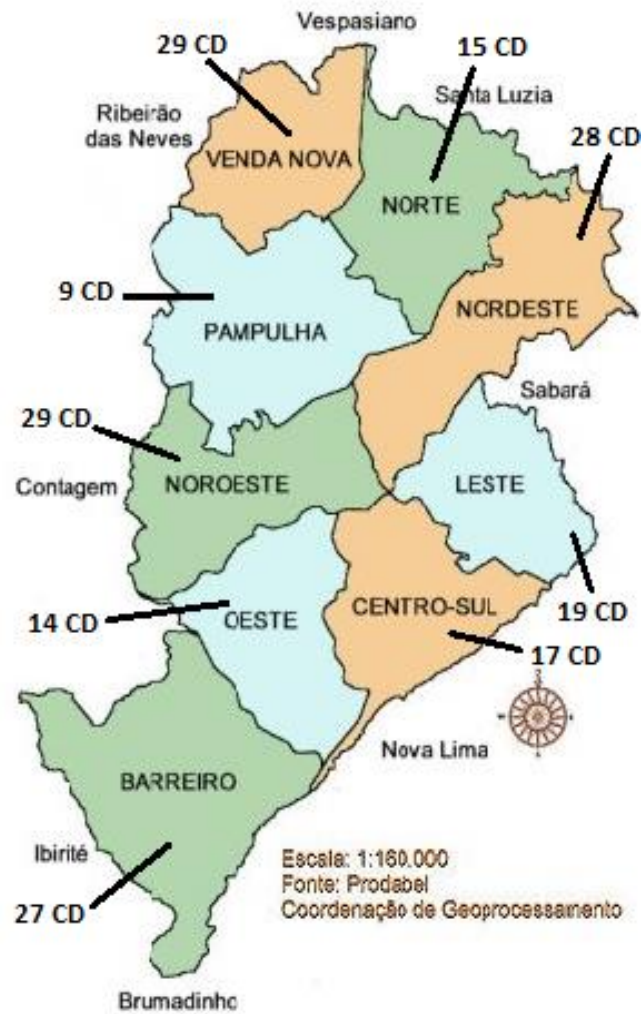 Vespasiano
29 CD
15 CD
Santa Luzia
Ribeirão
das Neves
28 CD
VENDA NOVA
NORTE
9 CD
NORDESTE
PAMPULHA
Sabará
29 CD
Contagem
NOROESTE
LESTE
14 CD
OESTE
CENTRO-SUL
19 CD
17 CD
Nova Lima
BARREIRO
Ibirité
27 CD
Escala: 1:160.000
Fonte: Prodabel
Coordenação de Geoprocessamento
Brumadinho